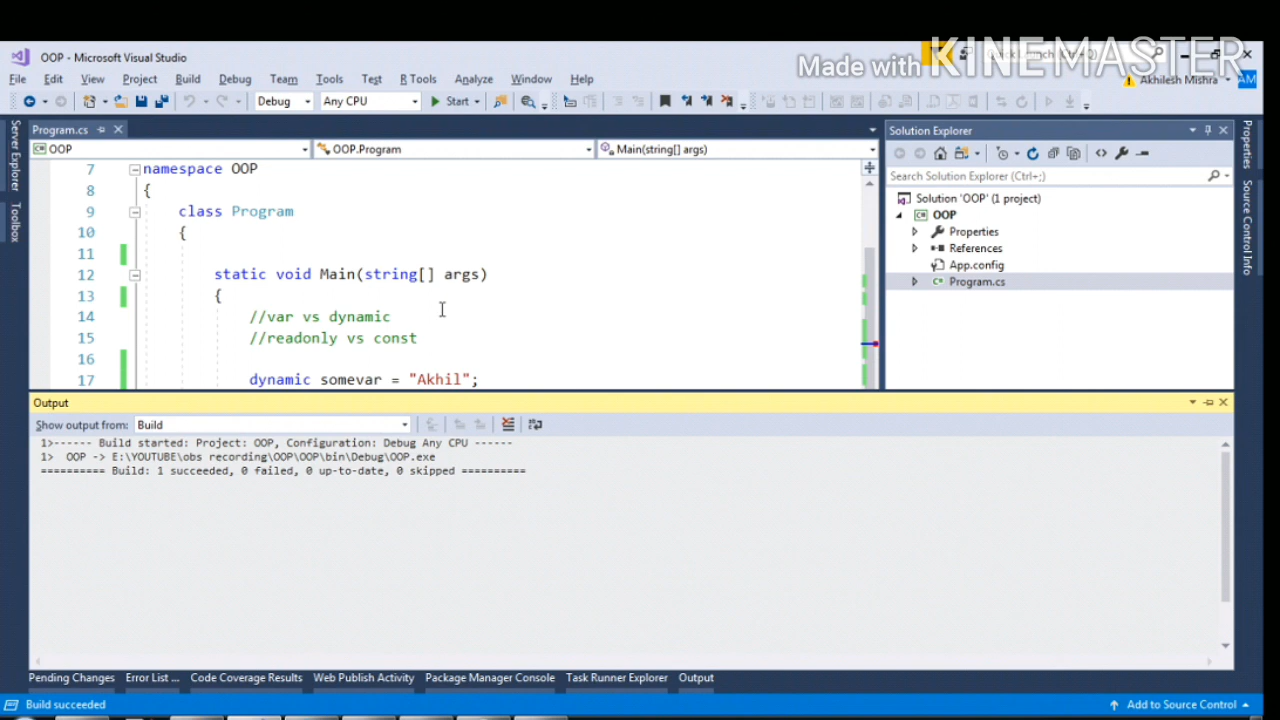 OOP - Microsoft Visual Studio
Made with KINEMASTER
File Edit View Project Build Debug Team Tools Test R Tools Analyze Window Help
Akhilesh Mishra AM
Debug Any CPU Start
Program.cs
Solution Explorer
OOP OOP.Program Main(string[] args)
Search Solution Explorer (Ctrl+;)
Server Explorer
Toolbox
Properties
Source Control Info
7 namespace OOP
8 {
9 class Program
10 {
11
12 static void Main(string[] args)
13 {
14 //var vs dynamic
15 //readonly vs const
16
17 dynamic somevar = "Akhil";
Solution 'OOP' (1 project)
OOP
Properties
References
App.config
Program.cs
Output
Show output from: Build
1>------ Build started: Project: OOP, Configuration: Debug Any CPU ------
1> OOP -> E:\YOUTUBE\obs recording\OOP\OOP\bin\Debug\OOP.exe
========== Build: 1 succeeded, 0 failed, 0 up-to-date, 0 skipped ==========
Pending Changes Error List ... Code Coverage Results Web Publish Activity Package Manager Console Task Runner Explorer Output
Build succeeded Add to Source Control